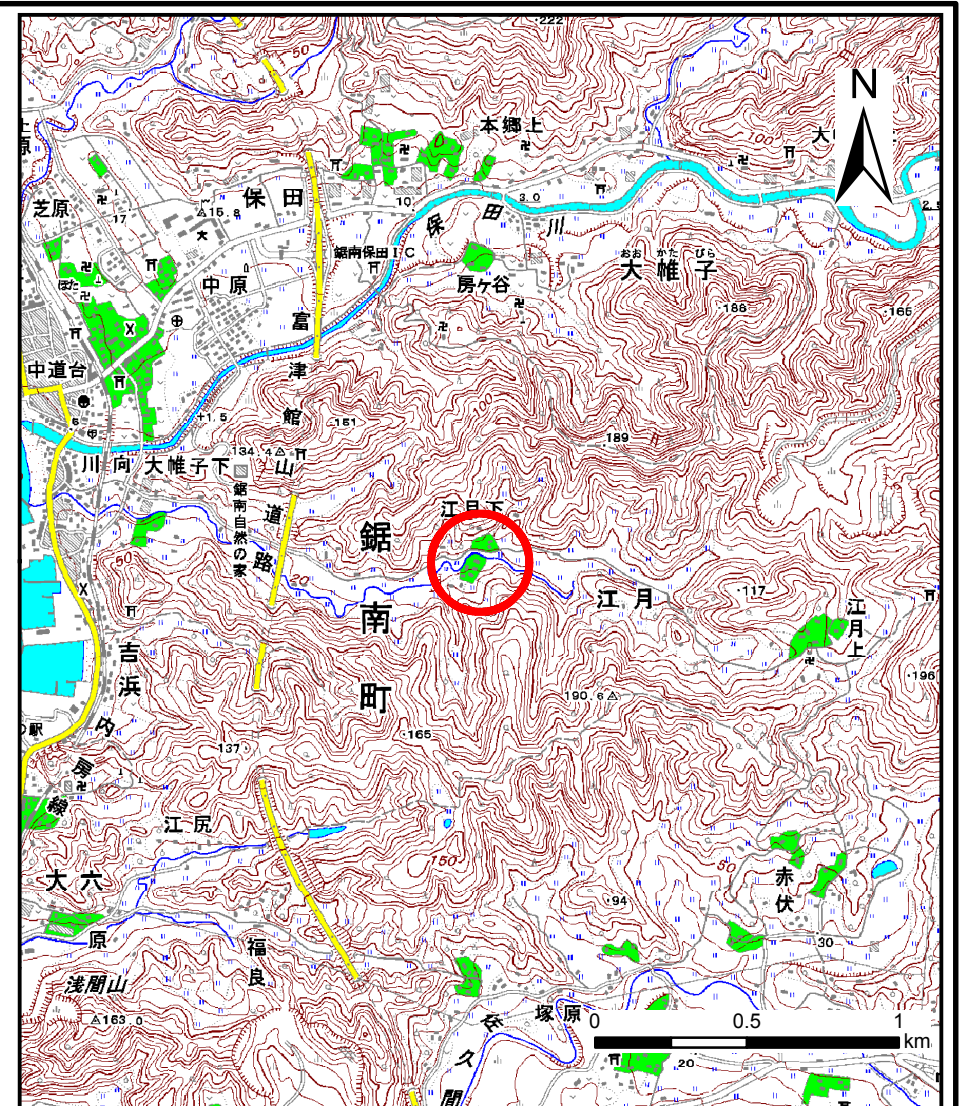 ・222
50
N
本郷上
100
大
原
芝原
17
△15.8
保田
10
保田川
3.0
2.5
鋸南保田IC
中原
房ヶ谷
おおかたびら
大帷子
・188
・165
ほた
中道台
6
+1.5
富津館山道路
・151
・189
川向
大帷子下
134.4△
鋸南自然の家
江月下
鋸南町
20
50
江月
・117
江月上
・196
吉浜
190.6△
・165
137・
駅
内房線
江尻
150
50
大六
赤伏
・94
原
福良
30
浅間山
△163.0
塚原
佐久間
20
0
0.5
1
km